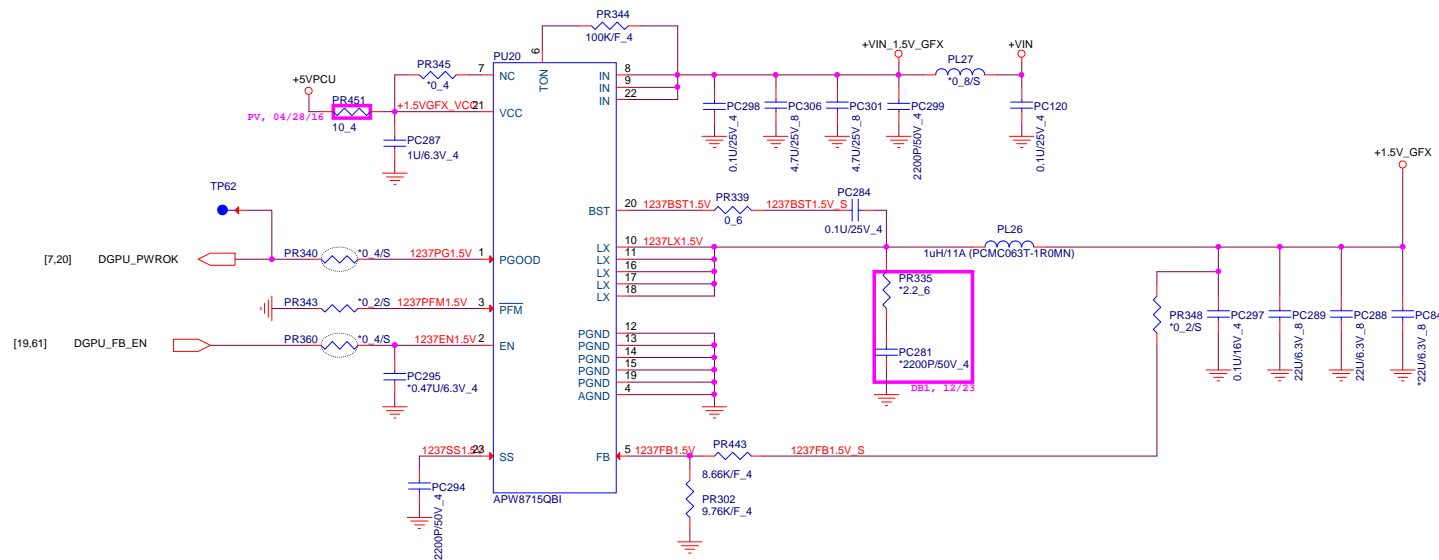 PR344
100K/F_4
+VIN_1.5V_GFX
+VIN
PU20
6
TON
PL27
*0_8/S
+5VPCU
PR345
*0_4
7
NC
IN
8
IN
9
IN
22
PR451
+1.5VGFX_VCC
21
VCC
PV, 04/28/16
10_4
PC287
1U/6.3V_4
PC298
0.1U/25V_4
PC306
4.7U/25V_8
PC301
4.7U/25V_8
PC299
2200P/50V_4
PC120
0.1U/25V_4
+1.5V_GFX
TP62
BST
20
1237BST1.5V
PR339
0_6
1237BST1.5V_S
PC284
0.1U/25V_4
[7,20]
DGPU_PWROK
PR340
*0_4/S
1237PG1.5V
1
PGOOD
LX
10
1237LX1.5V
LX
11
LX
16
LX
17
LX
18
PL26
1uH/11A (PCMC063T-1R0MN)
PR343
*0_2/S
1237PFM1.5V
3
PFM
PR335
*2.2_6
PC281
*2200P/50V_4
DB1, 12/23
PR348
*0_2/S
PC297
0.1U/16V_4
PC289
22U/6.3V_8
PC288
22U/6.3V_8
PC84
*22U/6.3V_8
[19,61]
DGPU_FB_EN
PR360
*0_4/S
1237EN1.5V
2
EN
PC295
*0.47U/6.3V_4
PGND
12
PGND
13
PGND
14
PGND
15
PGND
19
AGND
4
1237SS1.5V
23
SS
PC294
2200P/50V_4
FB
5
1237FB1.5V
PR443
8.66K/F_4
1237FB1.5V_S
PR302
9.76K/F_4
APW8715QBI